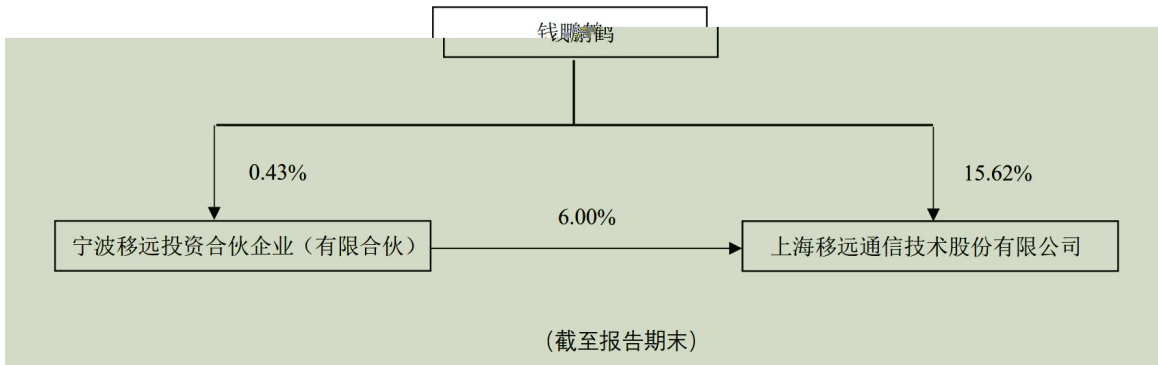 钱鹏鹤
0.43%
15.62%
6.00%
宁波移远投资合伙企业（有限合伙）
上海移远通信技术股份有限公司
（截至报告期末）